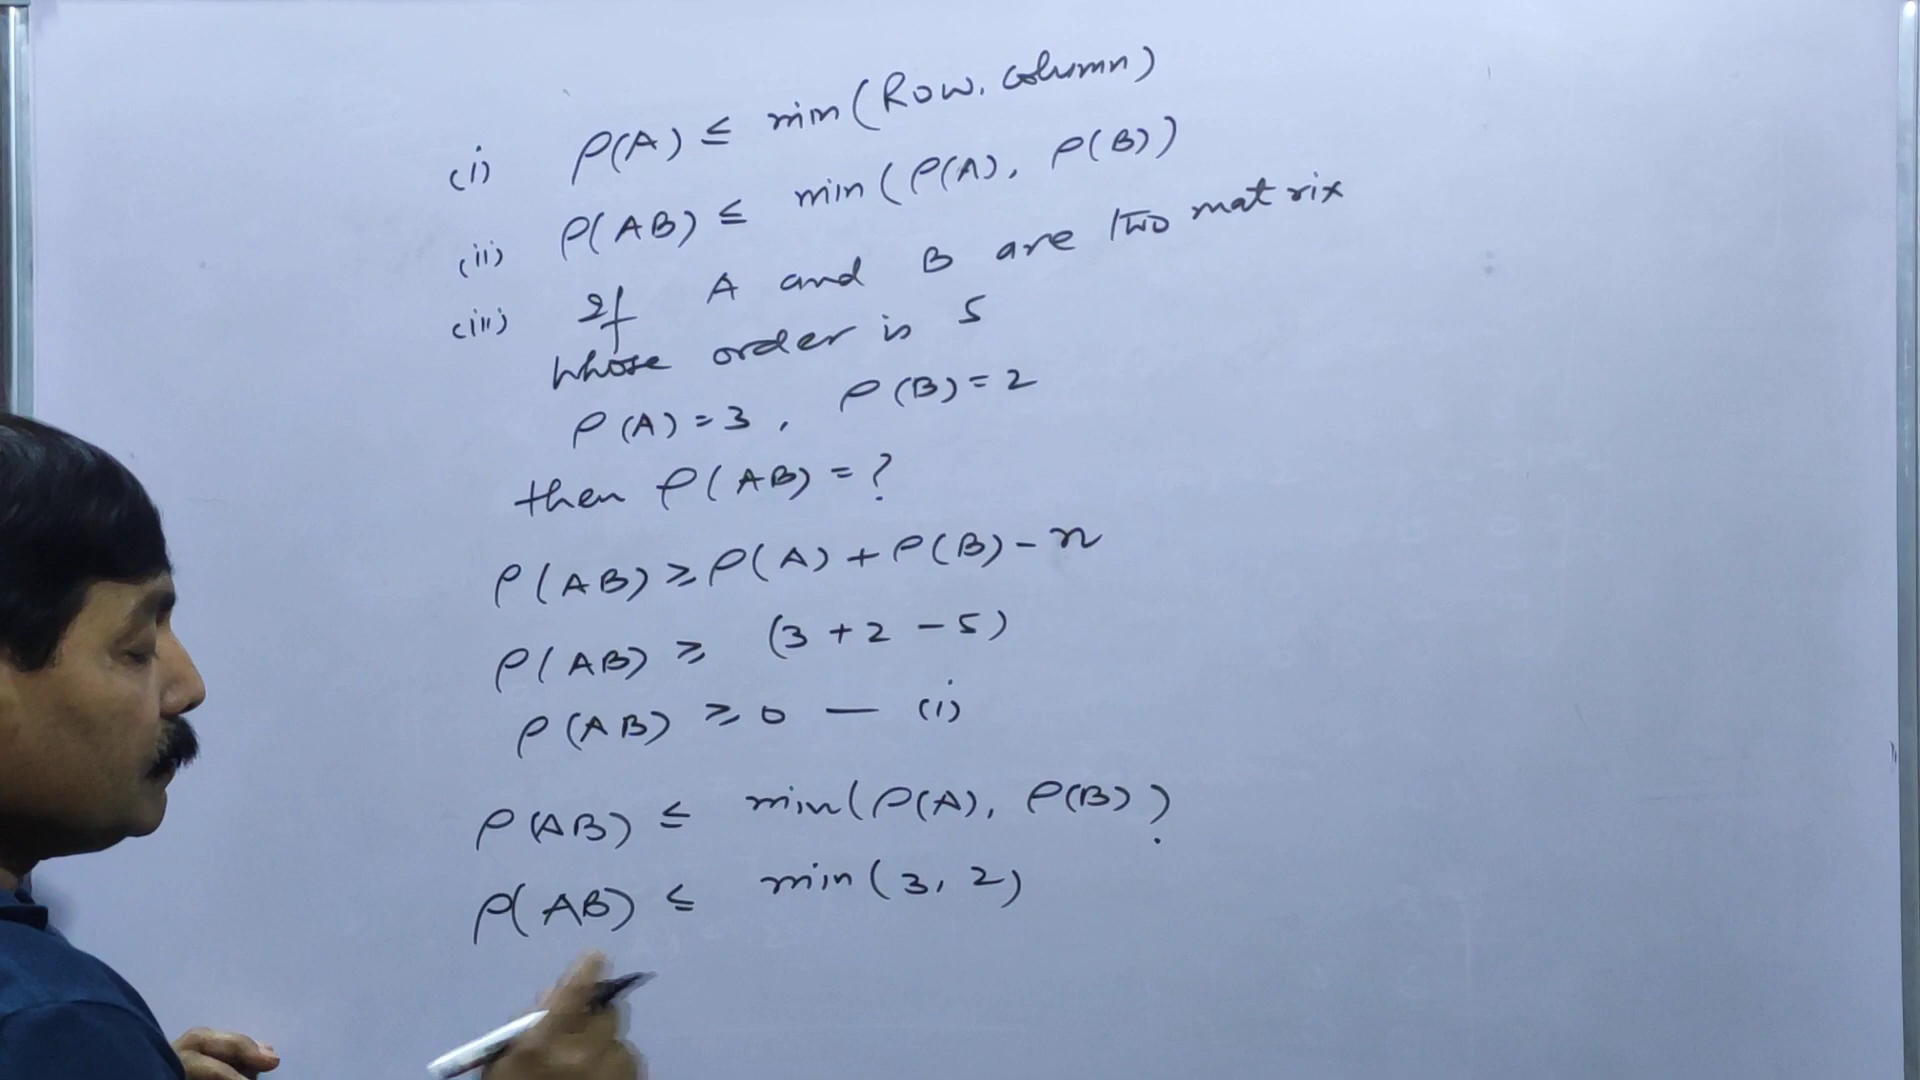 (i) ρ(A) ≤ min(Row, Column)
(ii) ρ(AB) ≤ min(ρ(A), ρ(B))
(iii) If A and B are two matrix
whose order is 5
ρ(A) = 3, ρ(B) = 2
then ρ(AB) = ?
ρ(AB) ≥ ρ(A) + ρ(B) - n
ρ(AB) ≥ (3 + 2 - 5)
ρ(AB) ≥ 0 — (i)
ρ(AB) ≤ min(ρ(A), ρ(B)?
ρ(AB) ≤ min(3, 2)